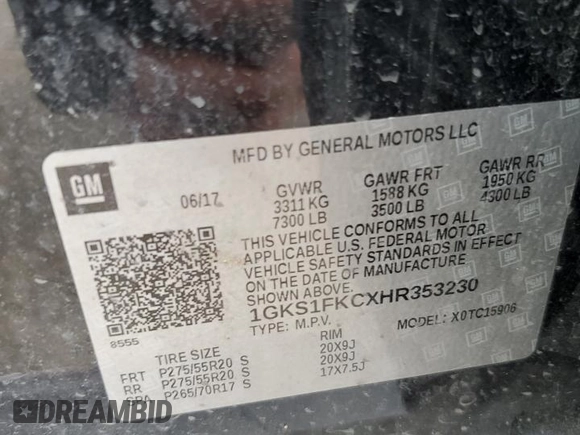 MFD BY GENERAL MOTORS LLC
GM
06/17 GVWR GAWR FRT GAWR RR
3311 KG 1588 KG 1950 KG
7300 LB 3500 LB 4300 LB
THIS VEHICLE CONFORMS TO ALL
APPLICABLE U.S. FEDERAL MOTOR
VEHICLE SAFETY STANDARDS IN EFFECT
ON THE DATE OF MANUFACTURE
SHOWN ABOVE.
1GKS1FKCXHR353230
8555 TYPE: M.P.V. MODEL: X0TC15906
TIRE SIZE RIM
FRT P275/55R20 S 20X9J
RR P275/55R20 S 20X9J
SPA P265/70R17 S 17X7.5J
DREAMBID